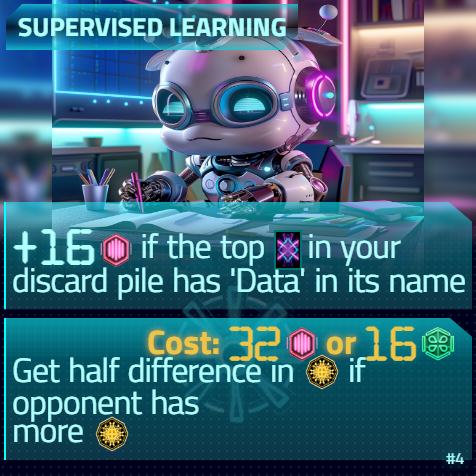 SUPERVISED LEARNING
+16 if the top in your
discard pile has 'Data' in its name
Cost: 32 or 16
Get half difference in if
opponent has
more
#4